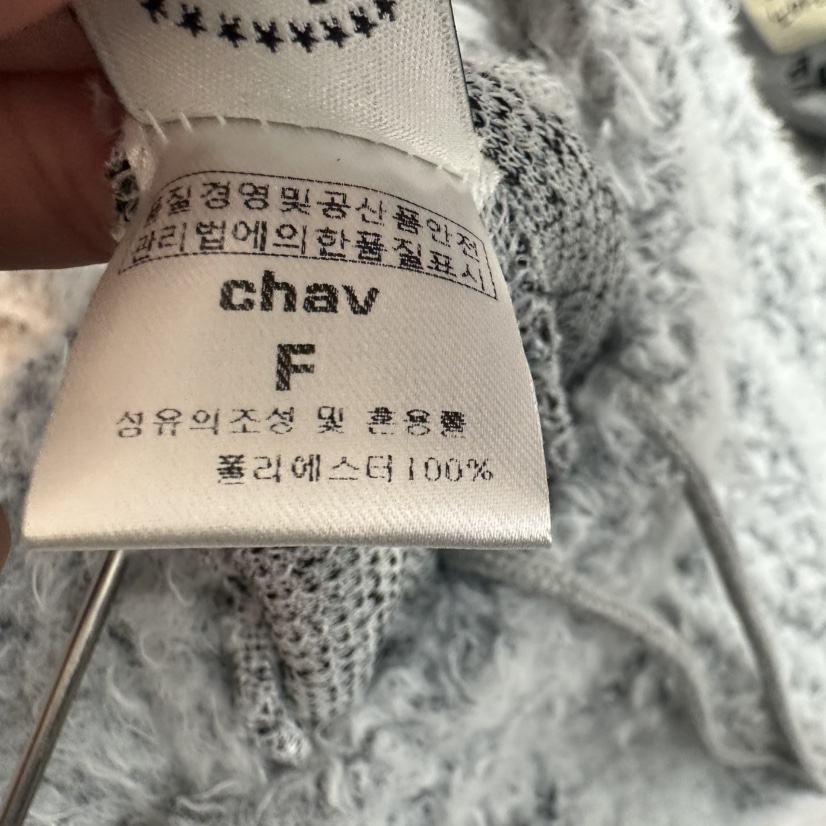 품질경영및공산품안전
관리법에의한품질표시
chav
F
섬유의조성 및 혼용률
폴리에스터100%